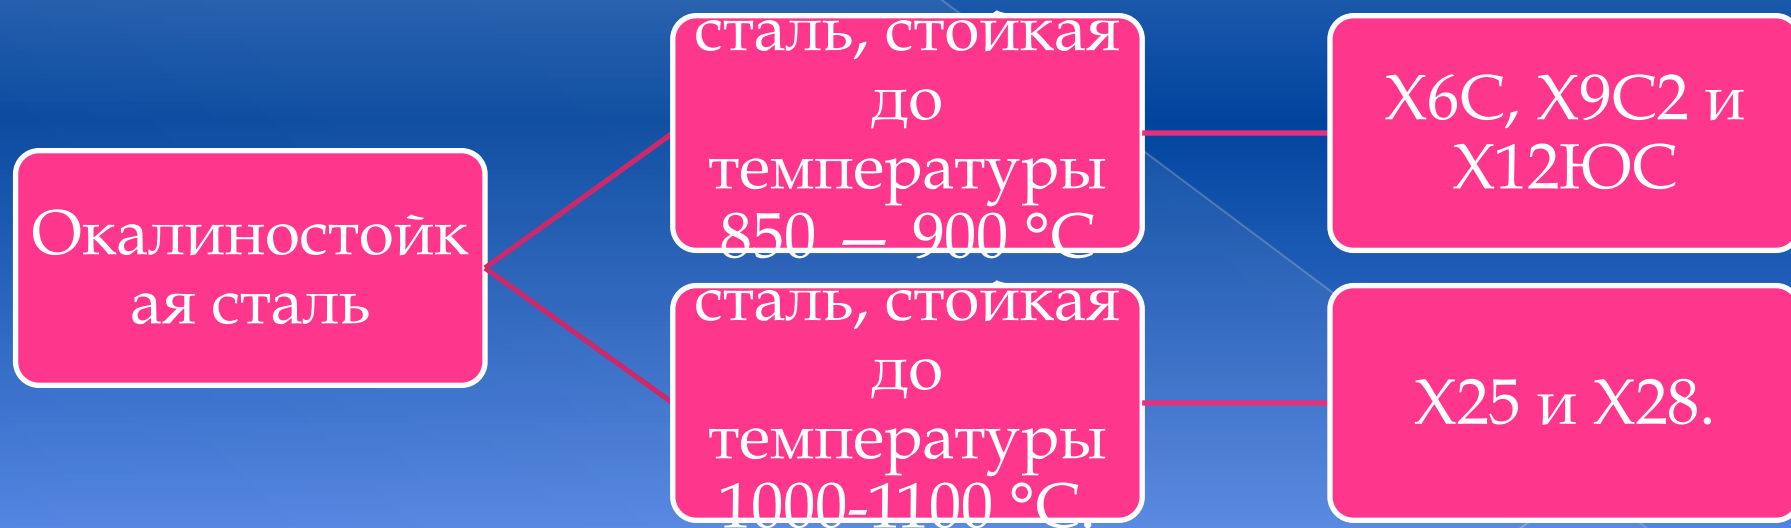 Окалиностойк
ая сталь
сталь, стойкая
до
температуры
850 — 900 °С
Х6С, Х9С2 и
Х12ЮС
сталь, стойкая
до
температуры
1000-1100 °С.
Х25 и Х28.